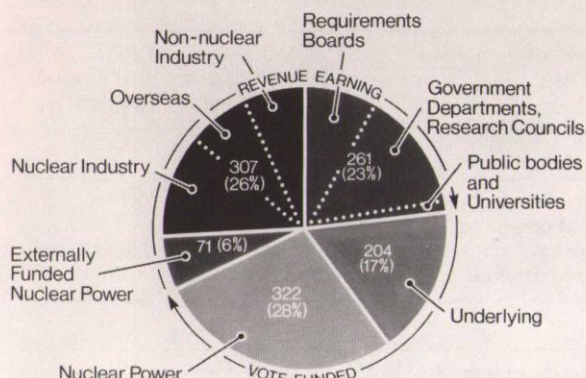 Non-nuclear
Industry
Requirements
Boards
REVENUE EARNING
Overseas
Government
Departments,
Research Councils
Nuclear Industry
307
(26%)
261
(23%)
Public bodies
and
Universities
Externally
Funded
Nuclear Power
71 (6%)
204
(17%)
322
(28%)
Underlying
Nuclear Power
VOTE FUNDED